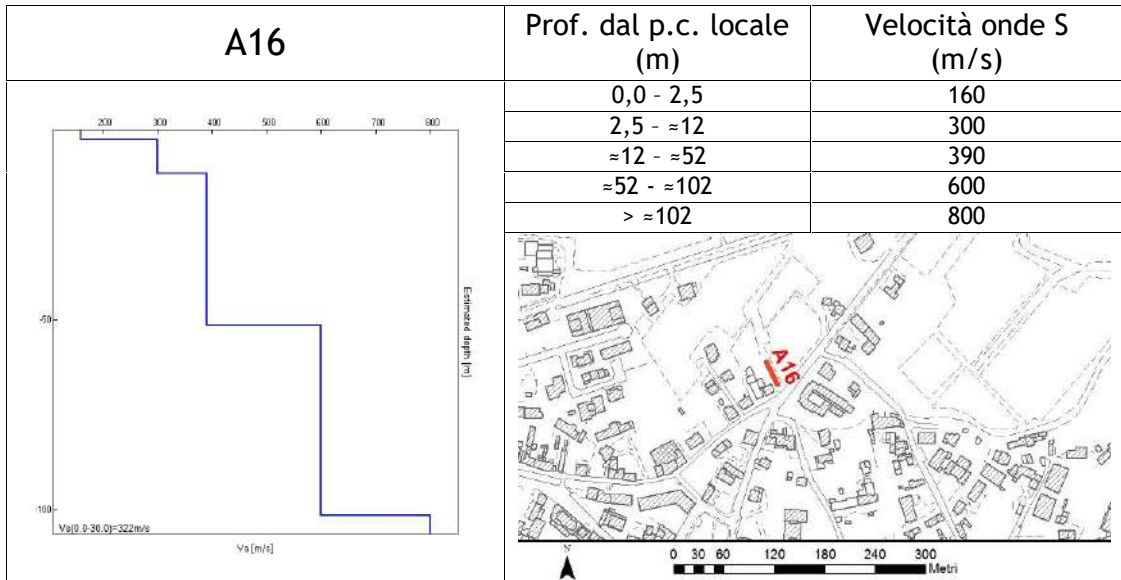 A16
Prof. dal p.c. locale
(m)
Velocità onde S
(m/s)
0,0 – 2,5 160
2,5 – ≈12 300
≈12 – ≈52 390
≈52 - ≈102 600
> ≈102 800
200 300 400 500 600 700 800
-50
-100
Estimated depth [m]
Vs(0.0-30.0)=322m/s
Vs [m/s]
A16
N
0 30 60 120 180 240 300
Metri